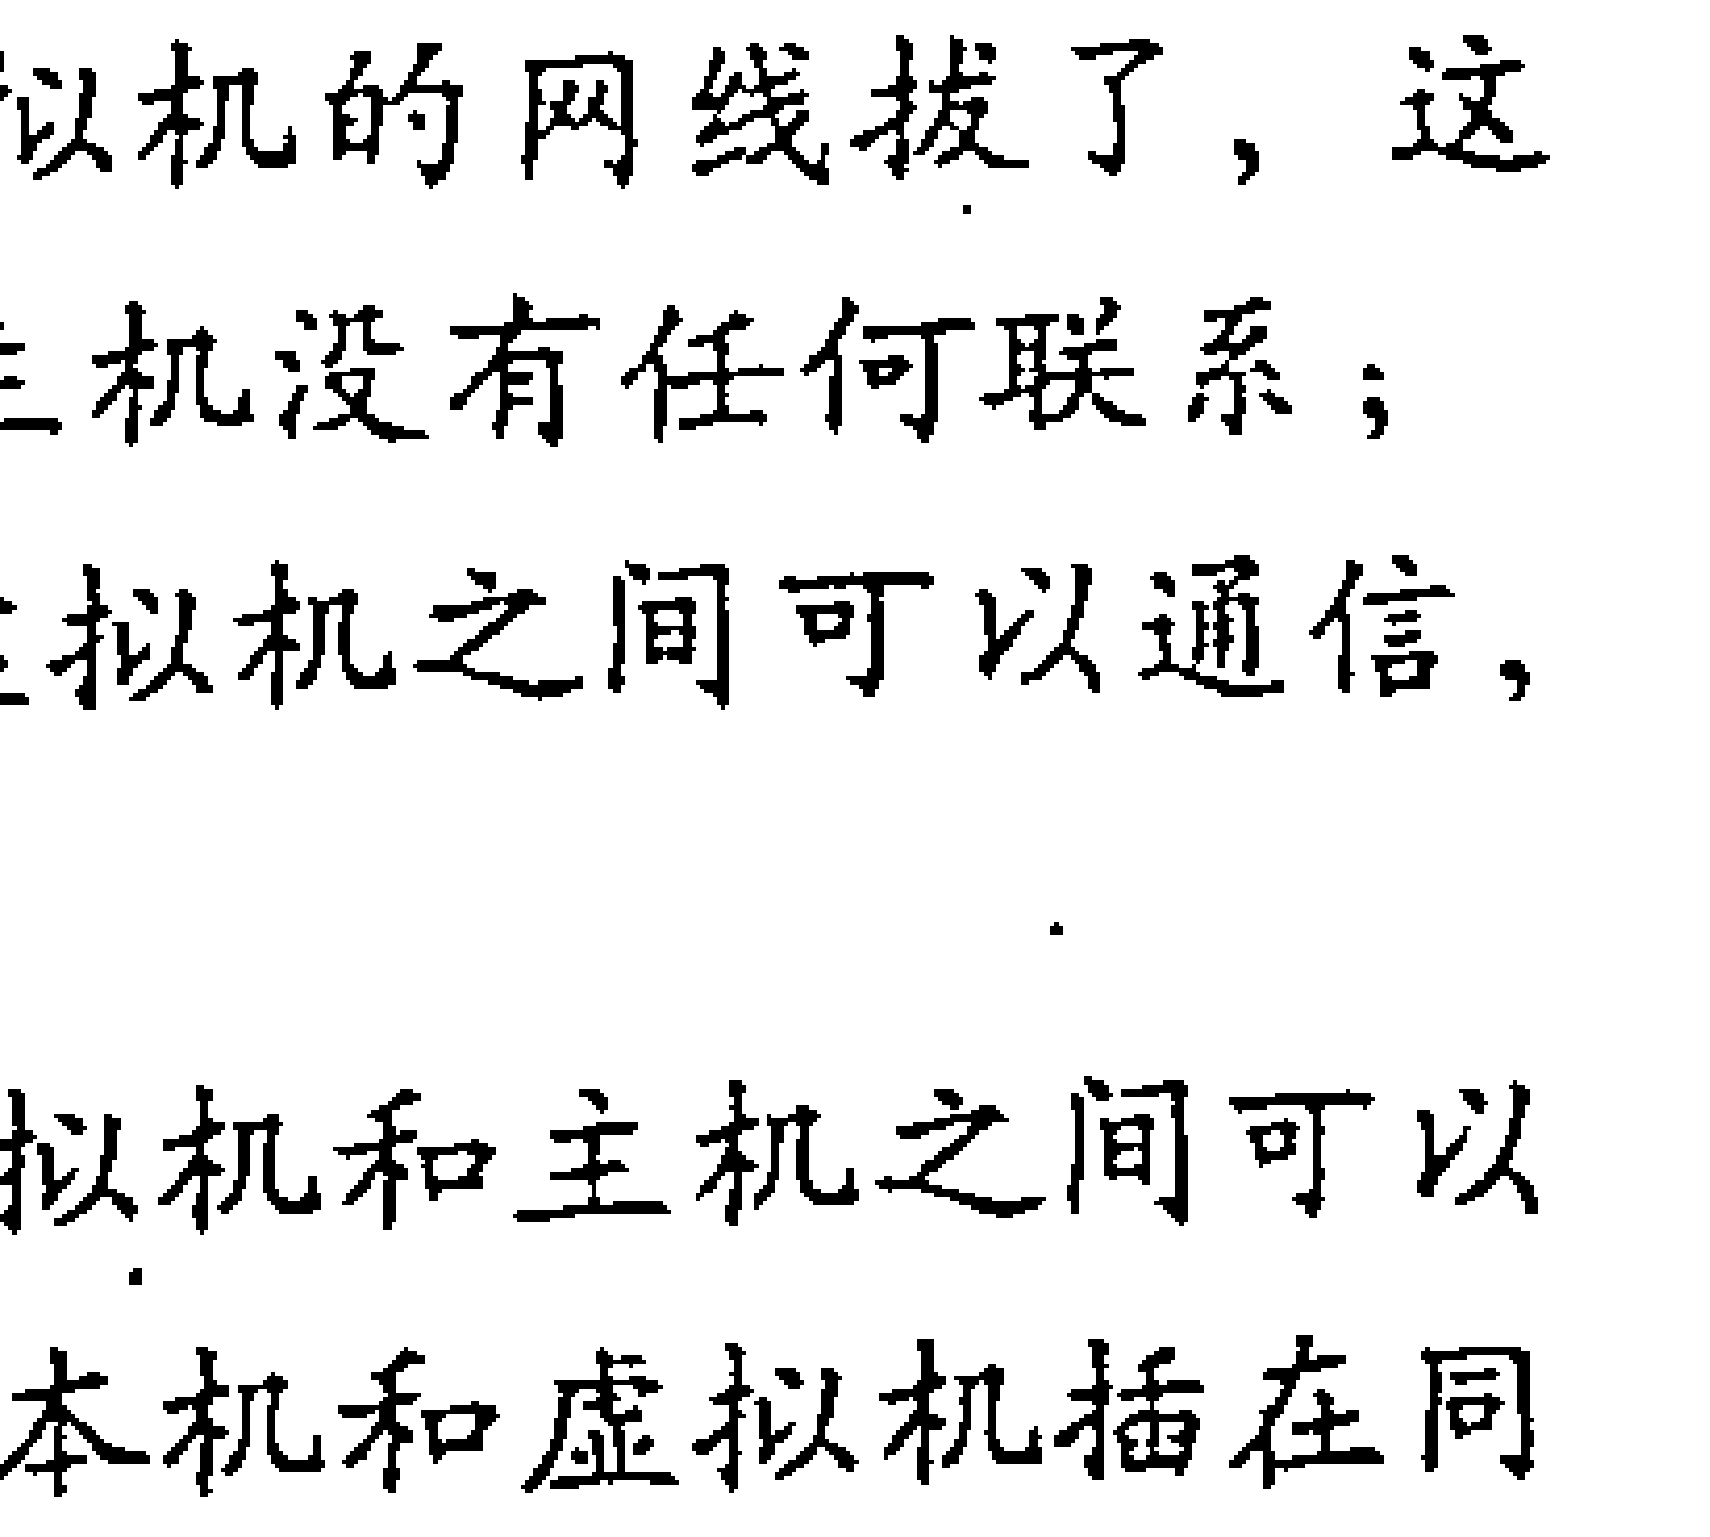 拟机的网线拔了，这
主机没有任何联系；
拟机之间可以通信，
拟机和主机之间可以
本机和虚拟机插在同